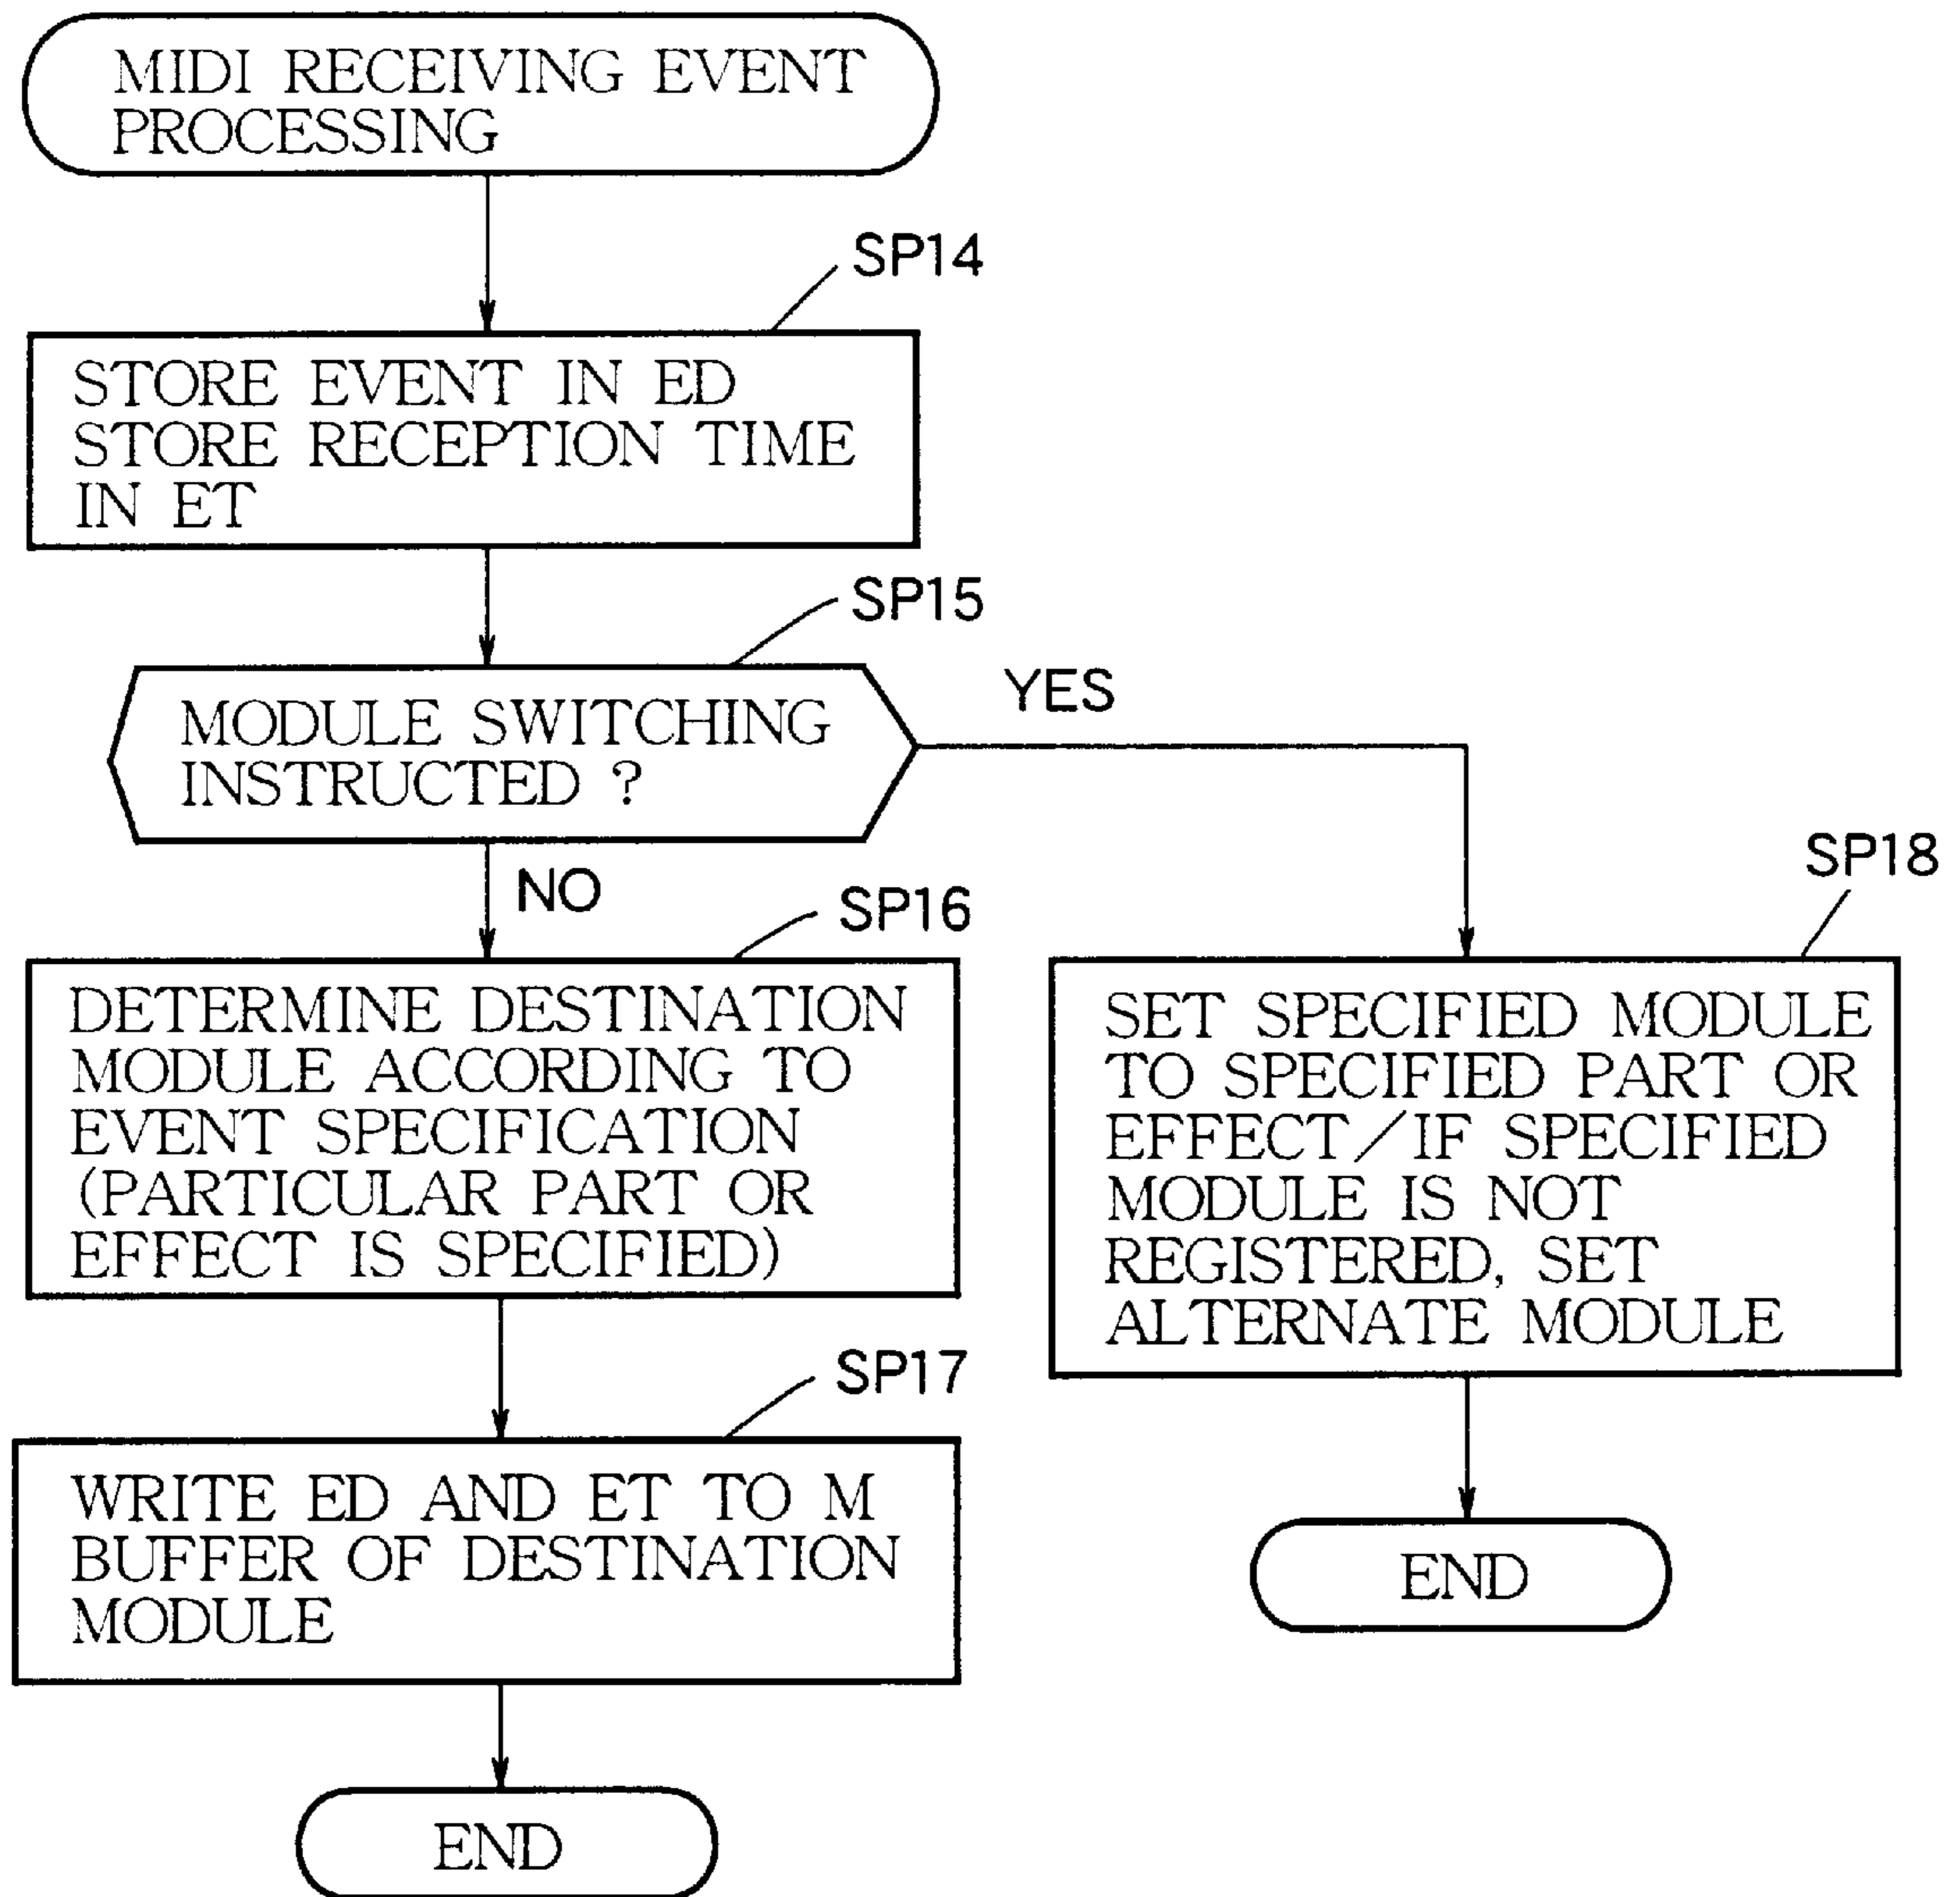 MIDI RECEIVING EVENT
PROCESSING
SP14
STORE EVENT IN ED
STORE RECEPTION TIME
IN ET
SP15
MODULE SWITCHING
INSTRUCTED ?
YES
NO
SP16
DETERMINE DESTINATION
MODULE ACCORDING TO
EVENT SPECIFICATION
(PARTICULAR PART OR
EFFECT IS SPECIFIED)
SP17
WRITE ED AND ET TO M
BUFFER OF DESTINATION
MODULE
END
SP18
SET SPECIFIED MODULE
TO SPECIFIED PART OR
EFFECT/IF SPECIFIED
MODULE IS NOT
REGISTERED, SET
ALTERNATE MODULE
END